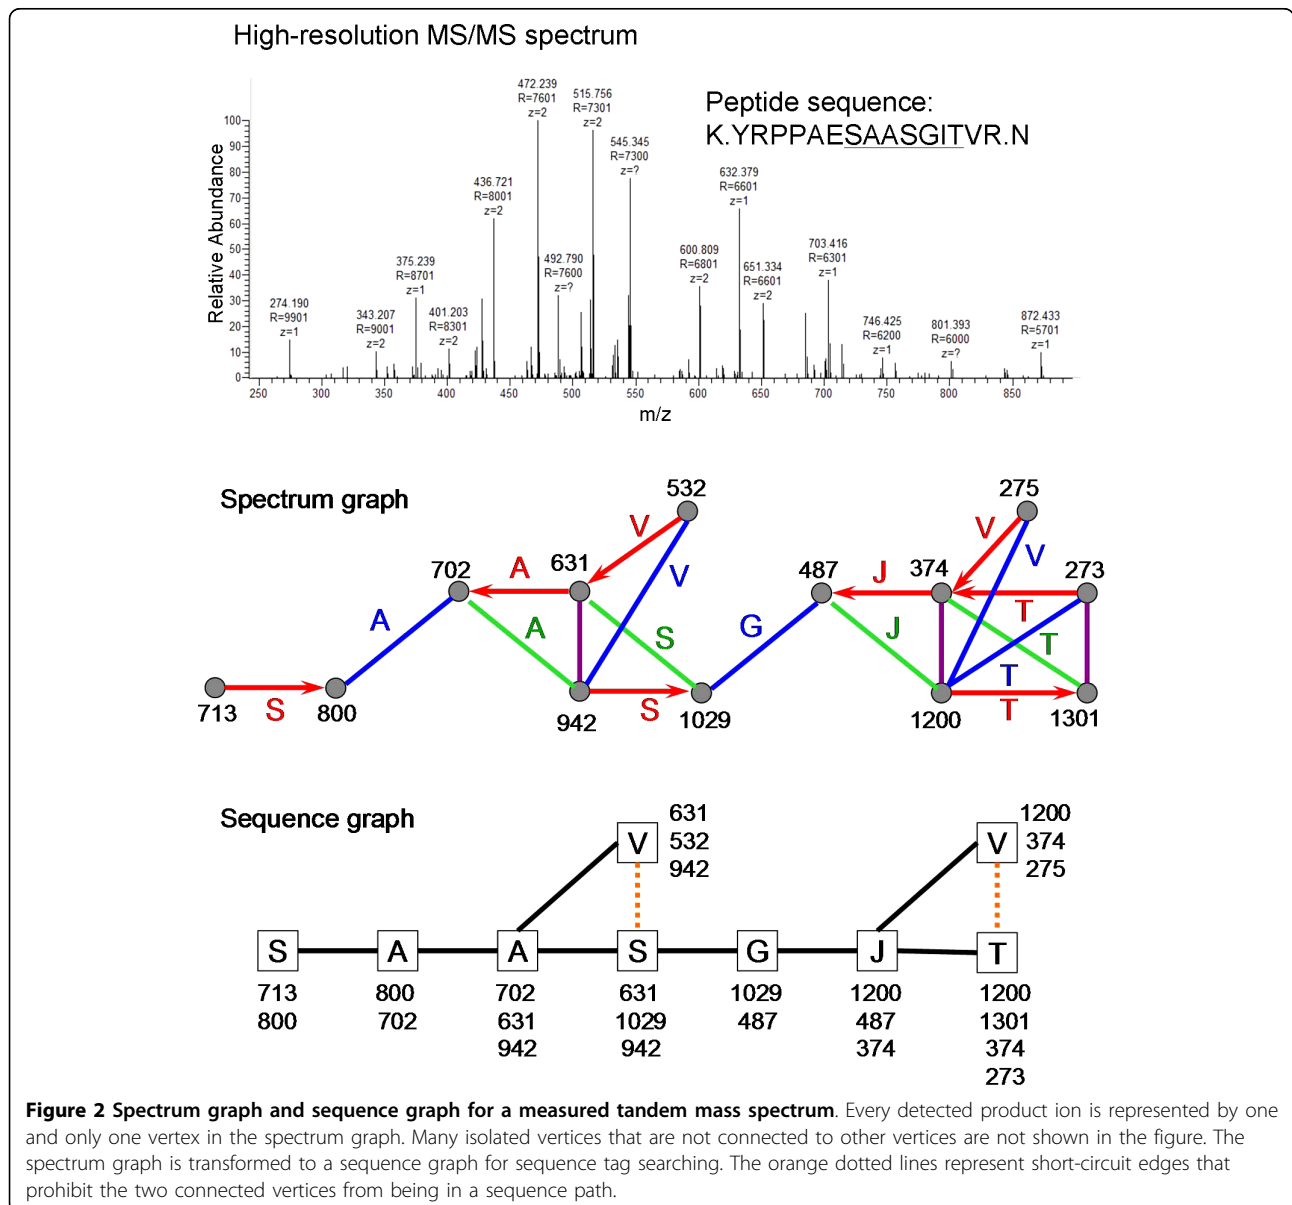 High-resolution MS/MS spectrum
Peptide sequence:
K.YRPPAESAASGITVR.N
Relative Abundance
100
90
80
70
60
50
40
30
20
10
0
274.190
R=9901
z=1
343.207
R=9001
z=2
375.239
R=8701
z=1
401.203
R=8301
z=2
436.721
R=8001
z=2
472.239
R=7601
z=2
492.790
R=7600
z=?
515.756
R=7301
z=2
545.345
R=7300
z=?
600.809
R=6801
z=2
632.379
R=6601
z=1
651.334
R=6601
z=2
703.416
R=6301
z=1
746.425
R=6200
z=1
801.393
R=6000
z=?
872.433
R=5701
z=1
250 300 350 400 450 500 550 600 650 700 750 800 850
m/z
Spectrum graph
532
275
V
V
V
V
702
A
631
487
J
374
273
A
A
S
G
J
T
T
T
713
S
800
942
S
1029
1200
T
1301
Sequence graph
V
631
532
942
V
1200
374
275
S A A S G J T
713
800
800
702
702
631
942
631
1029
942
1029
487
1200
487
374
1200
1301
374
273
Figure 2 Spectrum graph and sequence graph for a measured tandem mass spectrum. Every detected product ion is represented by one
and only one vertex in the spectrum graph. Many isolated vertices that are not connected to other vertices are not shown in the figure. The
spectrum graph is transformed to a sequence graph for sequence tag searching. The orange dotted lines represent short-circuit edges that
prohibit the two connected vertices from being in a sequence path.